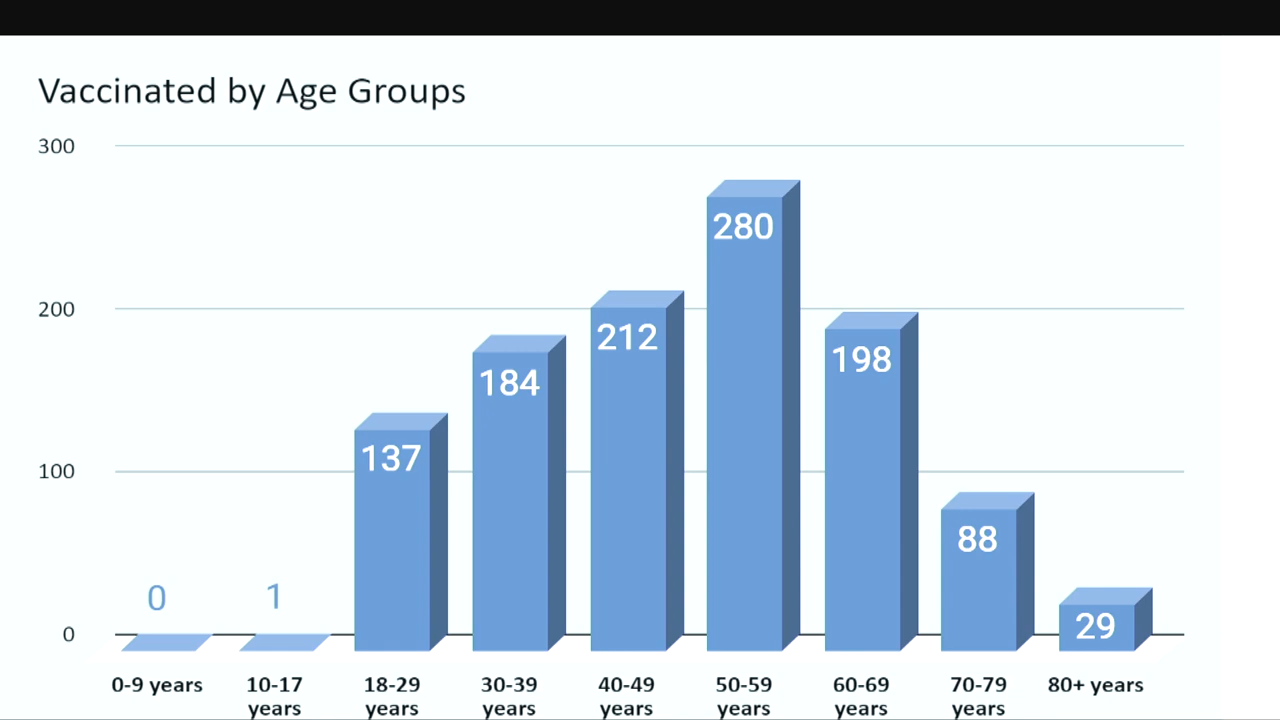 Vaccinated by Age Groups
300
200
100
0
0
1
137
184
212
280
198
88
29
0-9 years
10-17
years
18-29
years
30-39
years
40-49
years
50-59
years
60-69
years
70-79
years
80+ years